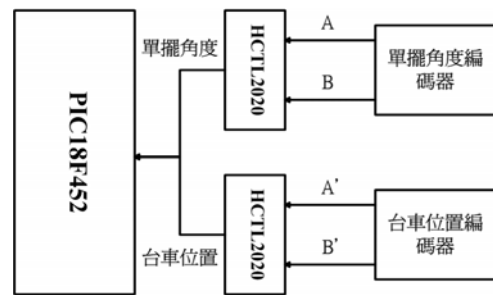 PIC18F452
單擺角度
台車位置
HCTL2020
HCTL2020
A
B
A'
B'
單擺角度編
碼器
台車位置編
碼器